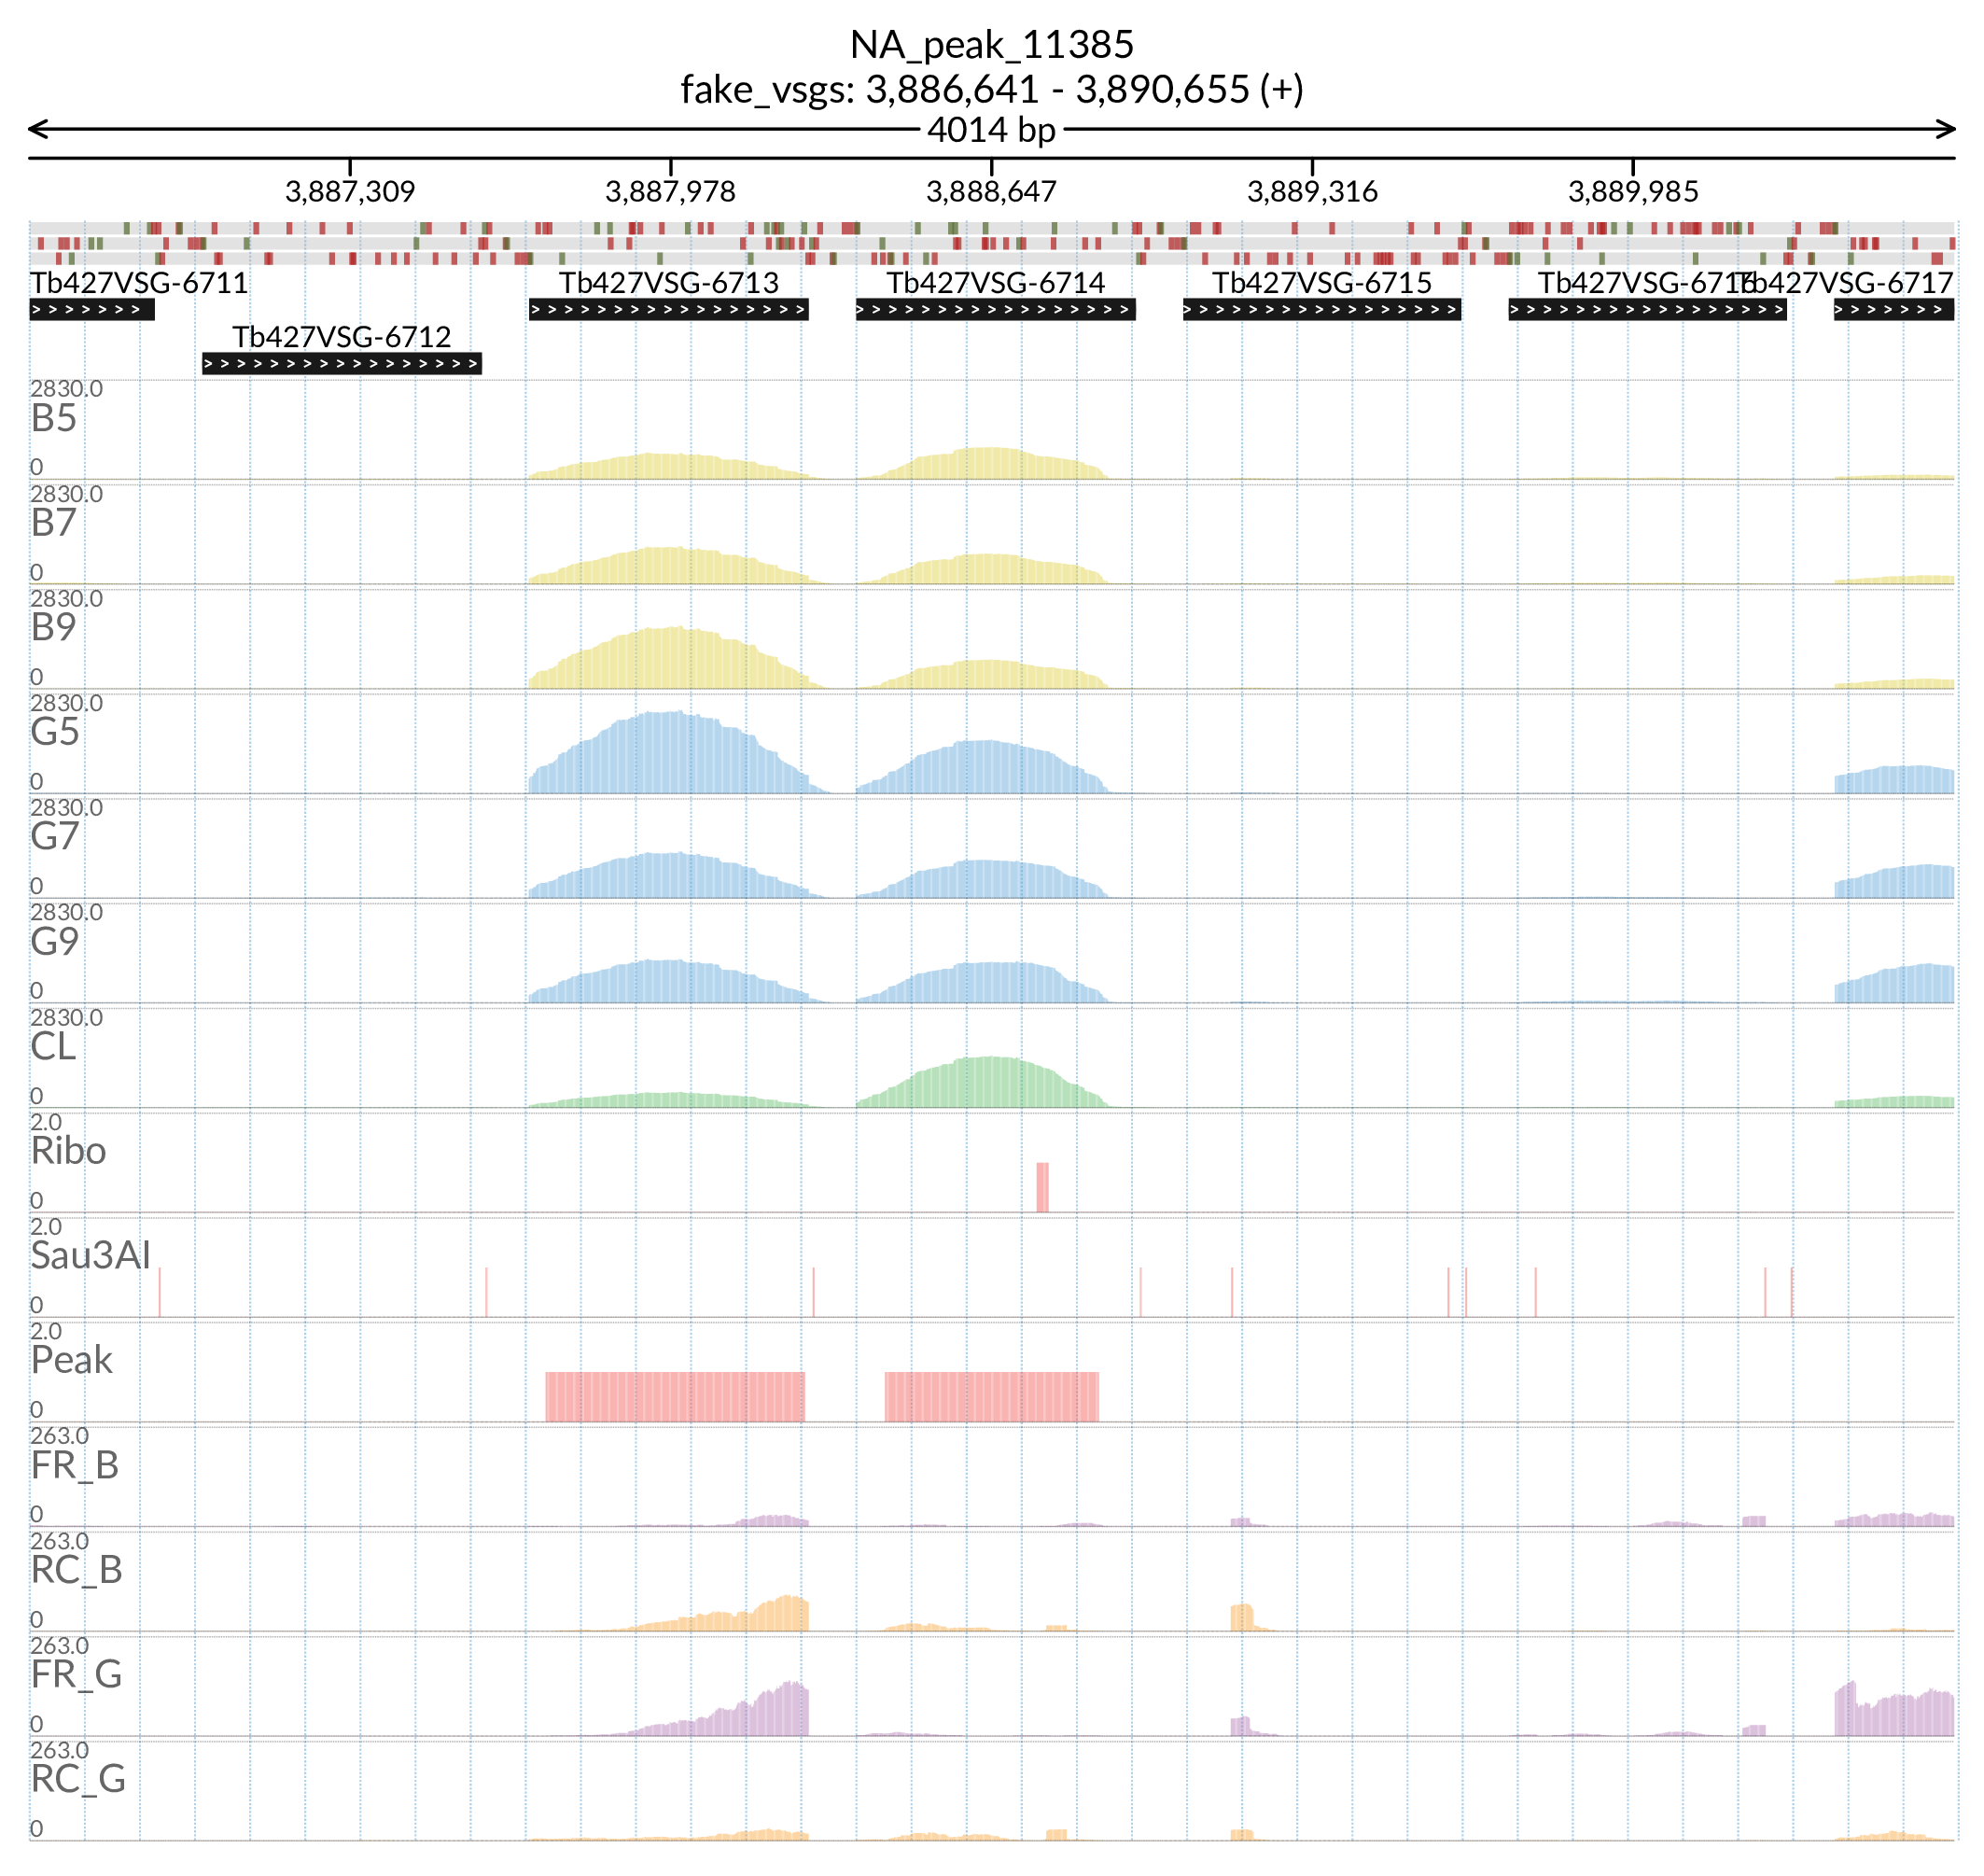 NA_peak_11385
fake_vsgs: 3,886,641 - 3,890,655 (+)
4014 bp
3,887,309 3,887,978 3,888,647 3,889,316 3,889,985
Tb427VSG-6711 Tb427VSG-6713 Tb427VSG-6714 Tb427VSG-6715 Tb427VSG-6716 Tb427VSG-6717
Tb427VSG-6712
2830.0
B5
0
2830.0
B7
0
2830.0
B9
0
2830.0
G5
0
2830.0
G7
0
2830.0
G9
0
2830.0
CL
0
2.0
Ribo
0
2.0
Sau3AI
0
2.0
Peak
0
263.0
FR_B
0
263.0
RC_B
0
263.0
FR_G
0
263.0
RC_G
0